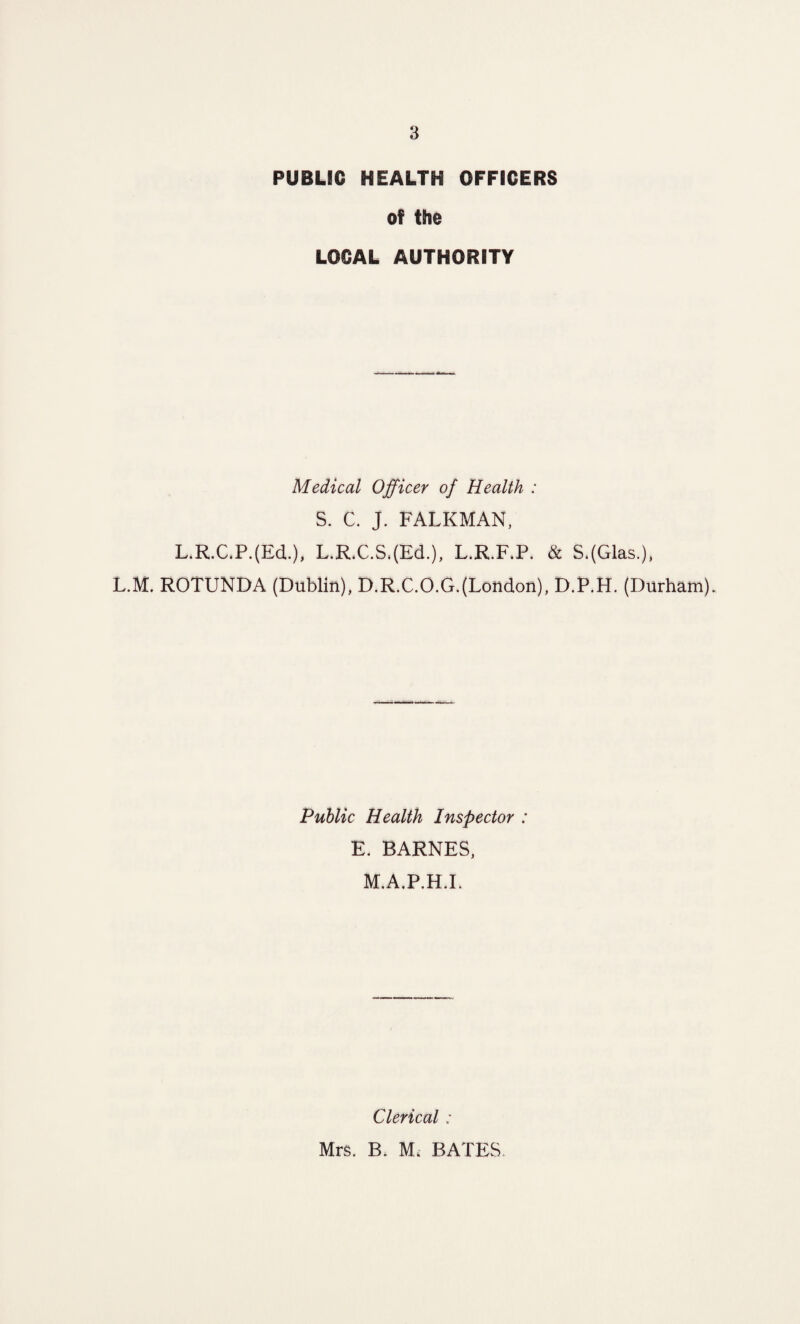 3
PUBLIC HEALTH OFFICERS
of the
LOCAL AUTHORITY
Medical Officer of Health :
S. C. J. FALKMAN,
L.R.C.P.(Ed.), L.R.C.S.(Ed.), L.R.F.P. & S.(Glas.),
L.M. ROTUNDA (Dublin), D.R.C.O.G.(London), D.P.H. (Durham).
Public Health Inspector :
E. BARNES,
M.A.P.H.I.
Clerical :
Mrs. B. M. BATES.